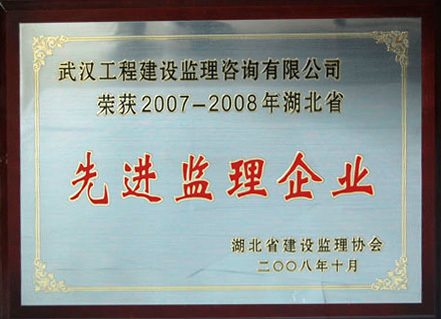 武汉工程建设监理咨询有限公司
荣获2007-2008年湖北省
先进监理企业
湖北省建设监理协会
二〇〇八年十月